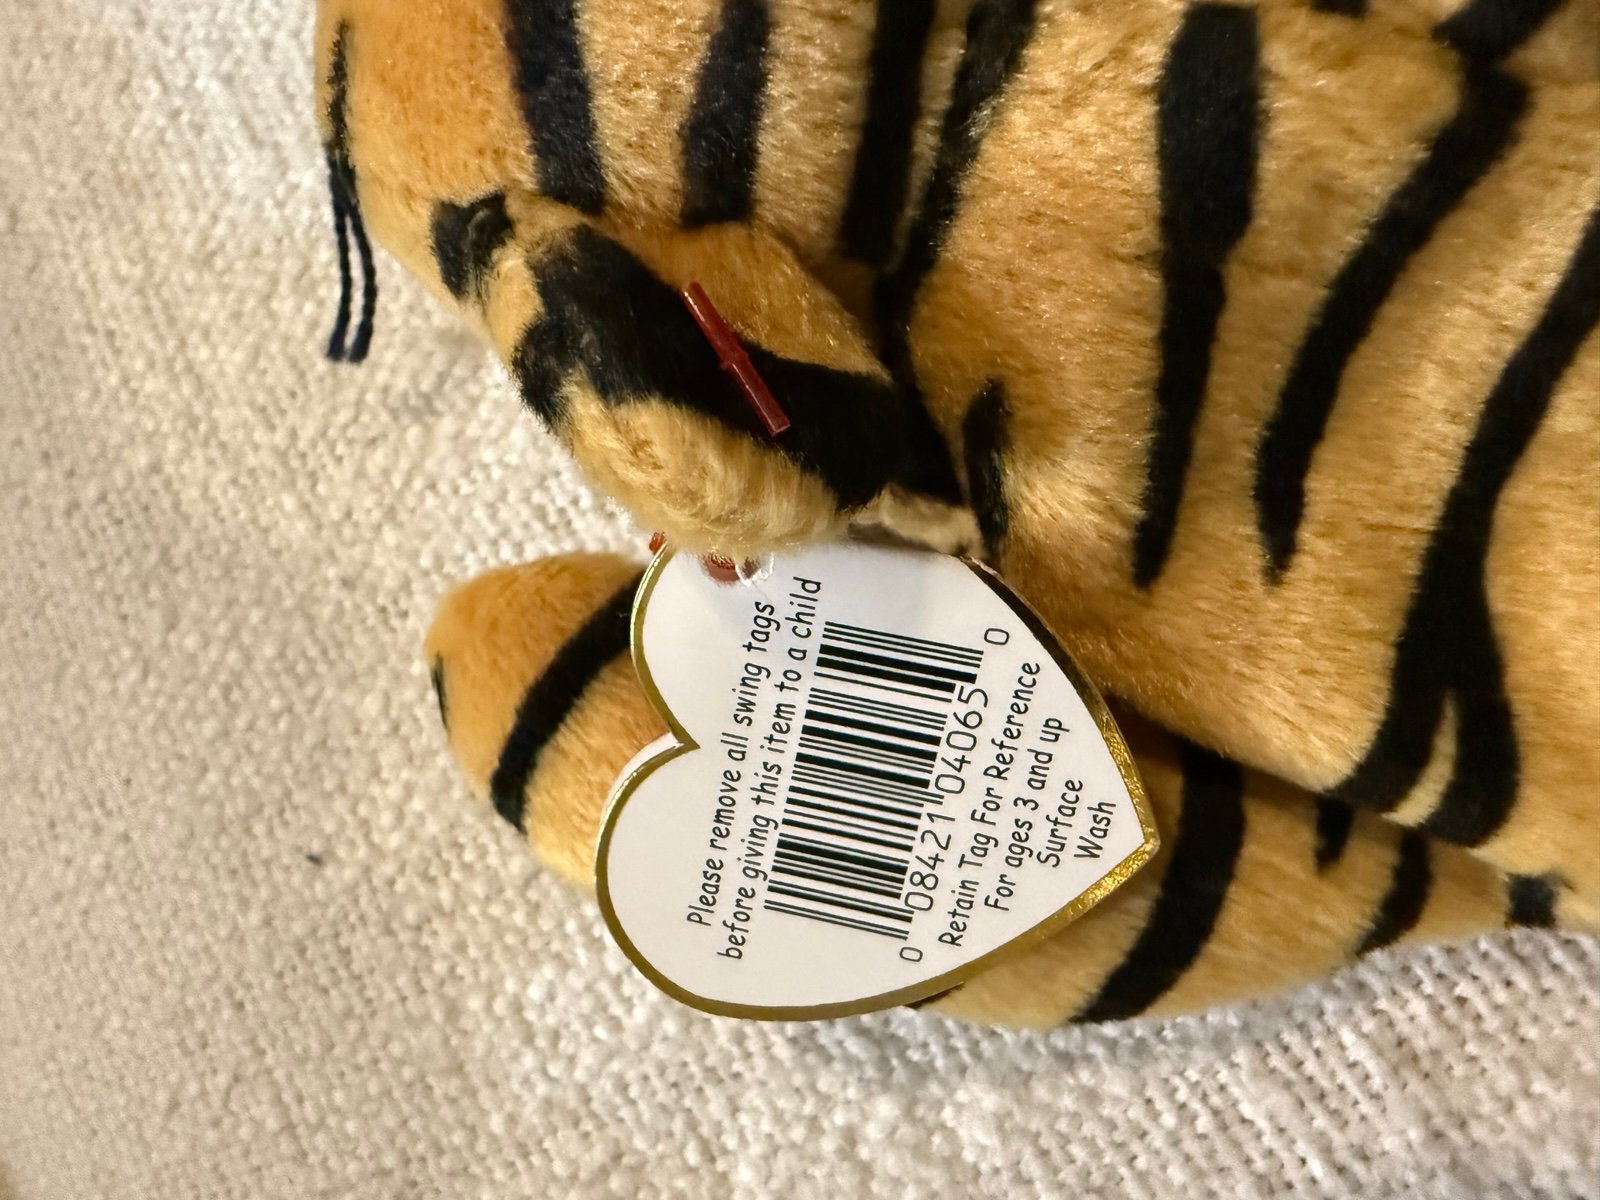 Please remove all swing tags
before giving this item to a child
0 08421 04065 0
Retain Tag For Reference
For ages 3 and up
Surface
Wash